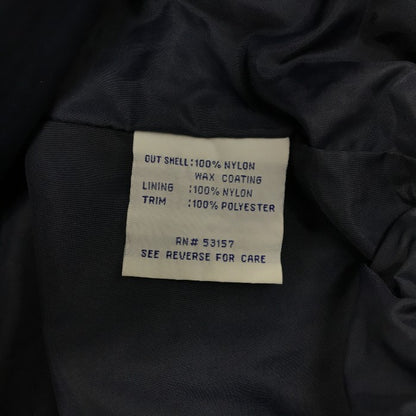 OUT SHELL:100% NYLON
WAX COATING
LINING :100% NYLON
TRIM :100% POLYESTER
RN# 53157
SEE REVERSE FOR CARE